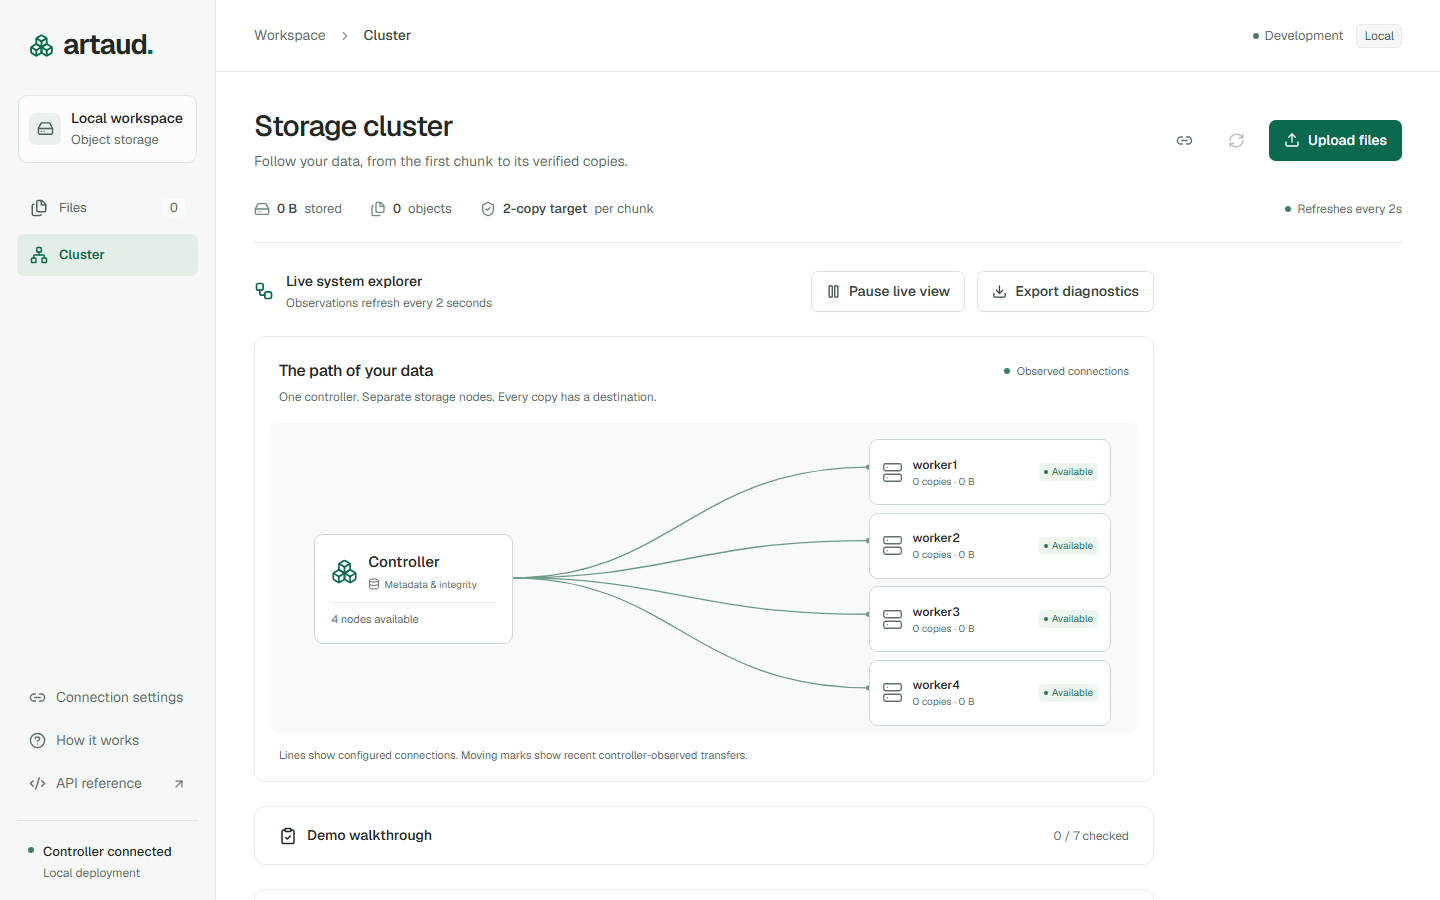 artaud.
Local workspace
Object storage
Files 0
Cluster
Connection settings
How it works
API reference
Controller connected
Local deployment
Workspace Cluster
Development Local
Storage cluster
Follow your data, from the first chunk to its verified copies.
Upload files
0 B stored 0 objects 2-copy target per chunk
Refreshes every 2s
Live system explorer
Observations refresh every 2 seconds
Pause live view
Export diagnostics
The path of your data
Observed connections
One controller. Separate storage nodes. Every copy has a destination.
Controller
Metadata & integrity
4 nodes available
worker1
0 copies · 0 B
Available
worker2
0 copies · 0 B
Available
worker3
0 copies · 0 B
Available
worker4
0 copies · 0 B
Available
Lines show configured connections. Moving marks show recent controller-observed transfers.
Demo walkthrough
0 / 7 checked